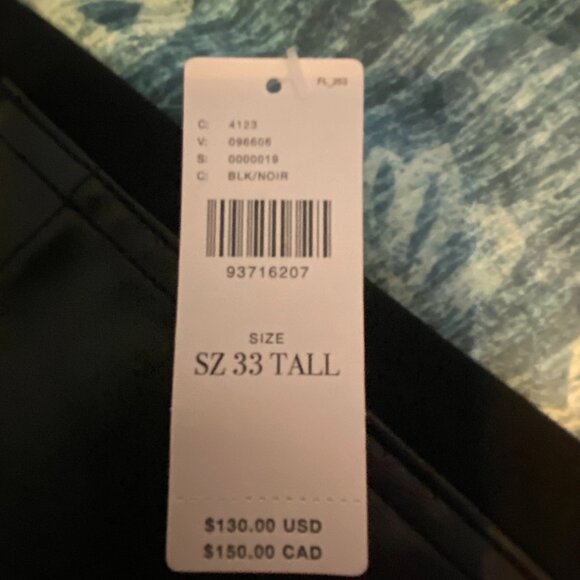 FL_253
C: 4123
V: 096606
S: 0000019
C: BLK/NOIR
93716207
SIZE
SZ 33 TALL
$130.00 USD
$150.00 CAD